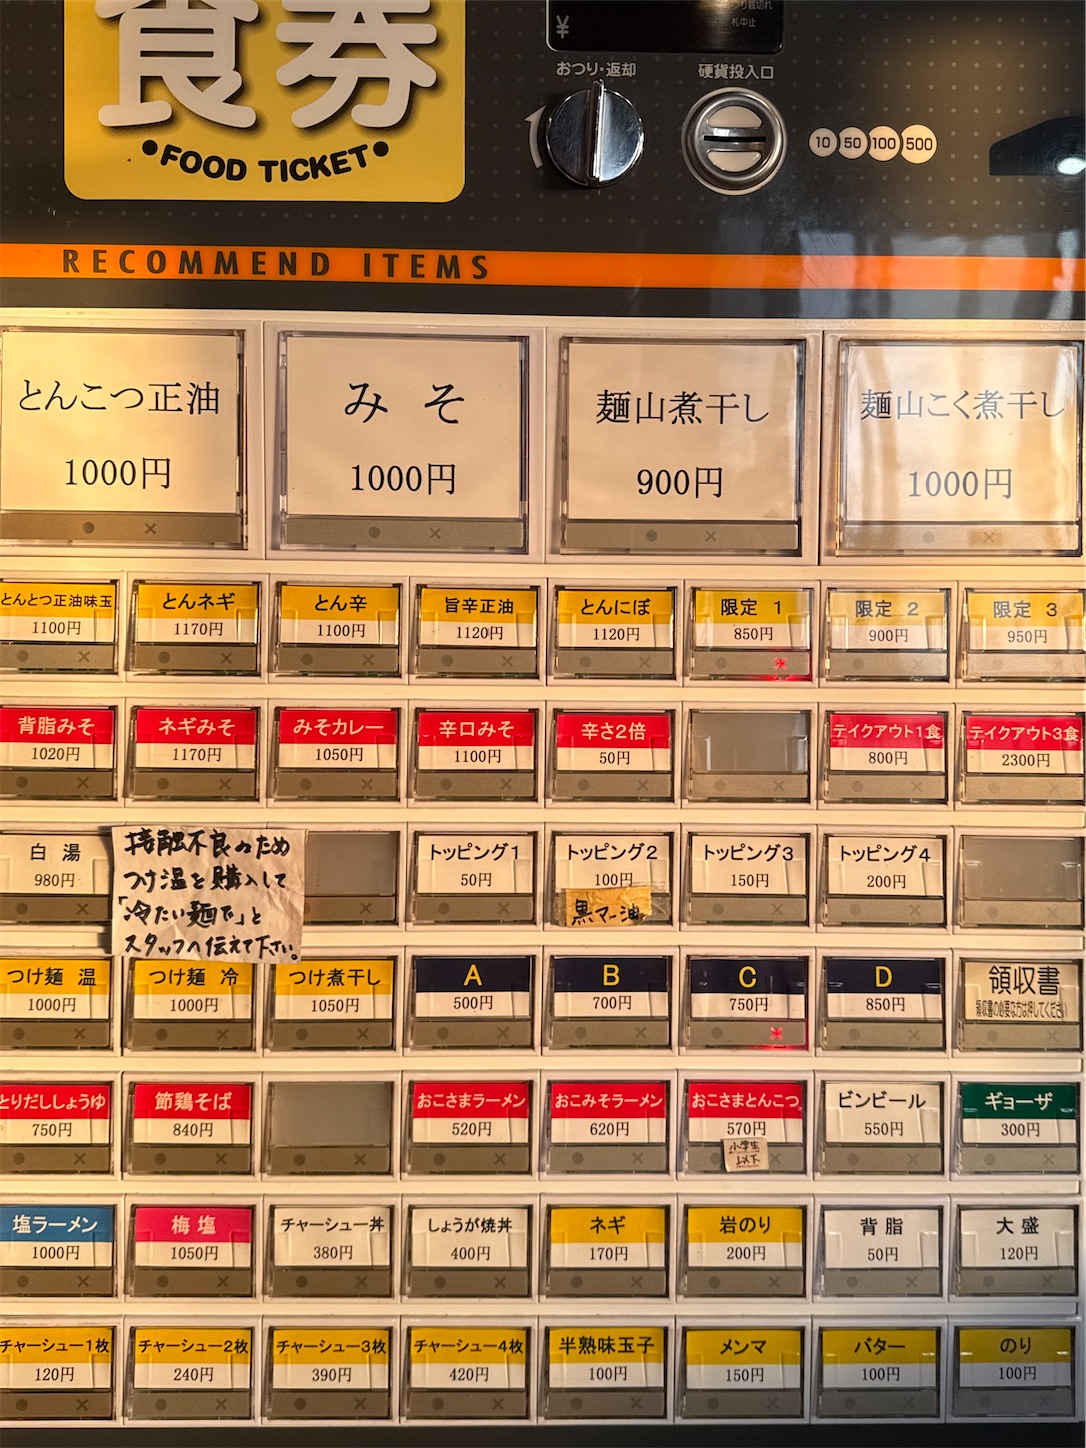 食券
•FOOD TICKET•
¥
つり銭切れ
札中止
おつり・返却
硬貨投入口
10 50 100 500
RECOMMEND ITEMS
とんこつ正油
1000円
みそ
1000円
麺山煮干し
900円
麺山こく煮干し
1000円
とんとつ正油味玉
1100円
とんネギ
1170円
とん辛
1100円
旨辛正油
1120円
とんにぼ
1120円
限定 1
850円
限定 2
900円
限定 3
950円
背脂みそ
1020円
ネギみそ
1170円
みそカレー
1050円
辛口みそ
1100円
辛さ2倍
50円
テイクアウト1食
800円
テイクアウト3食
2300円
白湯
980円
接触不良のため
つけ温を購入して
「冷たい麺で」と
スタッフへ伝えて下さい。
トッピング1
50円
トッピング2
100円
黒マー油
トッピング3
150円
トッピング4
200円
つけ麺 温
1000円
つけ麺 冷
1000円
つけ煮干し
1050円
A
500円
B
700円
C
750円
D
850円
領収書
領収書の必要な方は押してください
とりだししょうゆ
750円
節鶏そば
840円
おこさまラーメン
520円
おこみそラーメン
620円
おこさまとんこつ
570円
小学生
以下
ビンビール
550円
ギョーザ
300円
塩ラーメン
1000円
梅塩
1050円
チャーシュー丼
380円
しょうが焼丼
400円
ネギ
170円
岩のり
200円
背脂
50円
大盛
120円
チャーシュー1枚
120円
チャーシュー2枚
240円
チャーシュー3枚
390円
チャーシュー4枚
420円
半熟味玉子
100円
メンマ
150円
バター
100円
のり
100円